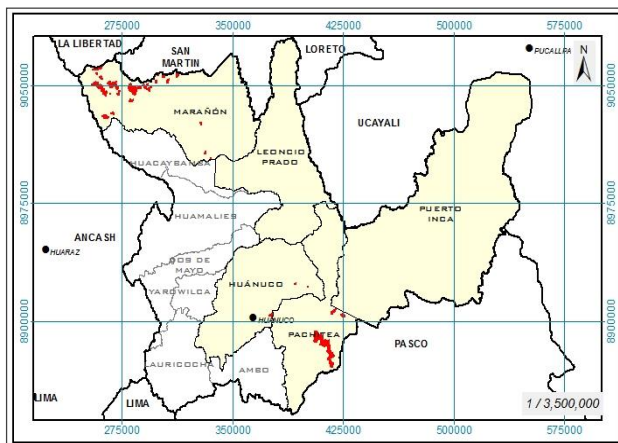 275000 350000 425000 500000 575000
LA LIBERTAD
SAN
MARTIN
LORETO
PUCALLPA
N
9050000
9050000
MARAÑÓN
UCAYALI
LEONCIO
PRADO
HUACAYBAMBA
8975000
8975000
HUAMALIES
PUERTO
INCA
ANCASH
HUARAZ
DOS DE
MAYO
YAROWILCA
HUÁNUCO
HUANUCO
8900000
8900000
PACHITEA
PASCO
AURICOCHA
AMBO
LIMA
LIMA
1 / 3,500,000
275000 350000 425000 500000 575000